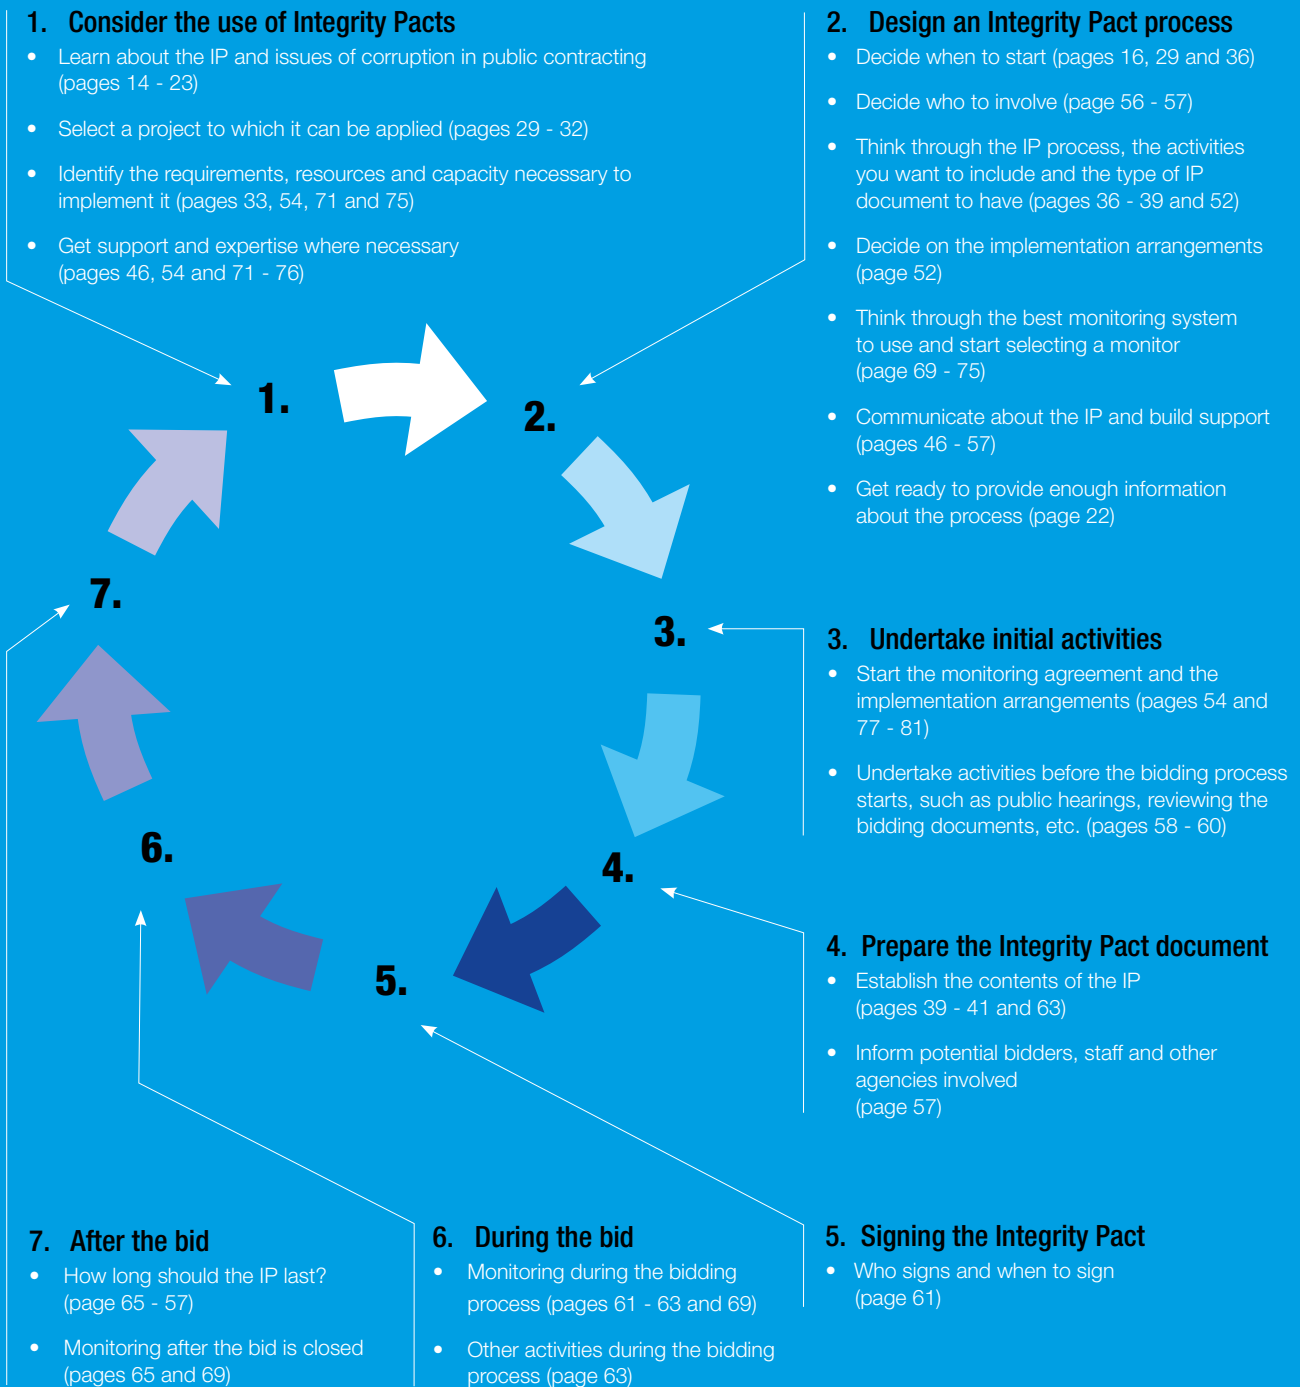 1. Consider the use of Integrity Pacts
• Learn about the IP and issues of corruption in public contracting
(pages 14 - 23)
• Select a project to which it can be applied (pages 29 - 32)
• Identify the requirements, resources and capacity necessary to
implement it (pages 33, 54, 71 and 75)
• Get support and expertise where necessary
(pages 46, 54 and 71 - 76)
2. Design an Integrity Pact process
• Decide when to start (pages 16, 29 and 36)
• Decide who to involve (page 56 - 57)
• Think through the IP process, the activities
you want to include and the type of IP
document to have (pages 36 - 39 and 52)
• Decide on the implementation arrangements
(page 52)
• Think through the best monitoring system
to use and start selecting a monitor
(page 69 - 75)
• Communicate about the IP and build support
(pages 46 - 57)
• Get ready to provide enough information
about the process (page 22)
1.
2.
3.
4.
5.
6.
7.
3. Undertake initial activities
• Start the monitoring agreement and the
implementation arrangements (pages 54 and
77 - 81)
• Undertake activities before the bidding process
starts, such as public hearings, reviewing the
bidding documents, etc. (pages 58 - 60)
4. Prepare the Integrity Pact document
• Establish the contents of the IP
(pages 39 - 41 and 63)
• Inform potential bidders, staff and other
agencies involved
(page 57)
5. Signing the Integrity Pact
• Who signs and when to sign
(page 61)
6. During the bid
• Monitoring during the bidding
process (pages 61 - 63 and 69)
• Other activities during the bidding
process (page 63)
7. After the bid
• How long should the IP last?
(page 65 - 57)
• Monitoring after the bid is closed
(pages 65 and 69)